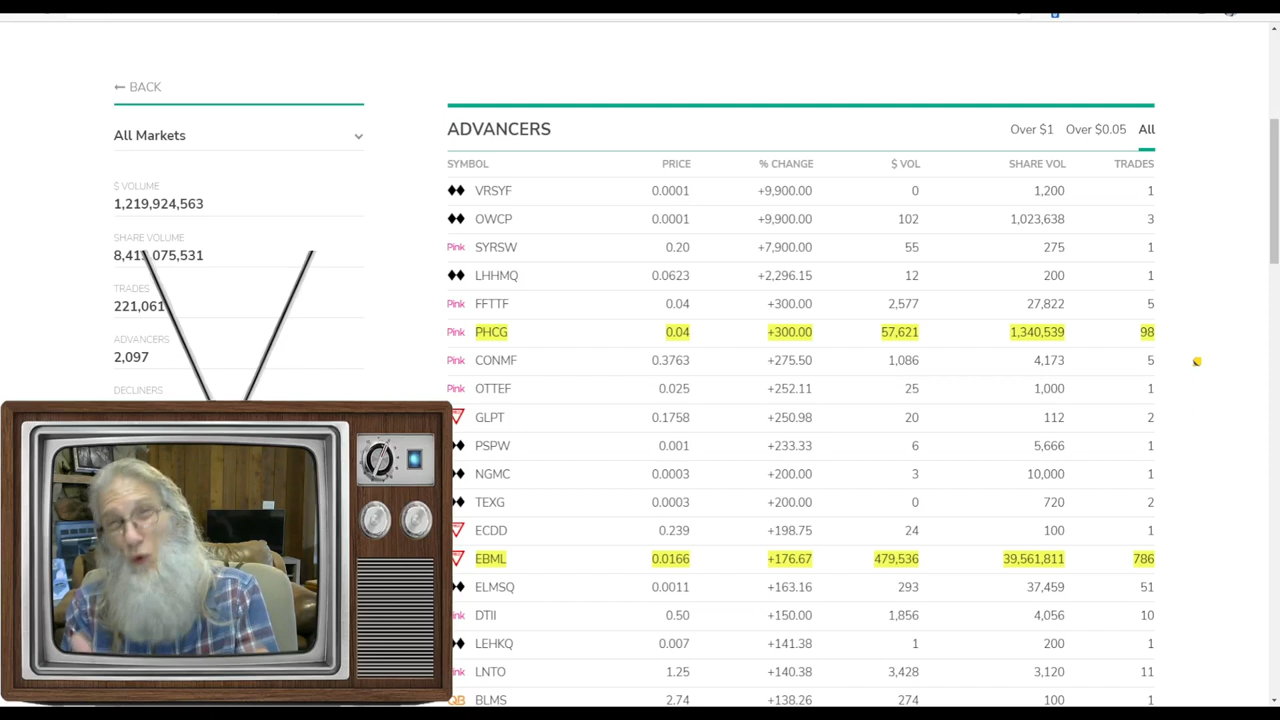 ← BACK
All Markets
$ VOLUME
1,219,924,563
SHARE VOLUME
TRADES
221,061
ADVANCERS
2,097
DECLINERS
ADVANCERS Over $1 Over $0.05 All
SYMBOL PRICE % CHANGE $ VOL SHARE VOL TRADES
VRSYF 0.0001 +9,900.00 0 1,200 1
OWCP 0.0001 +9,900.00 102 1,023,638 3
Pink SYRSW 0.20 +7,900.00 55 275 1
LHHMQ 0.0623 +2,296.15 12 200 1
Pink FFTTF 0.04 +300.00 2,577 27,822 5
Pink PHCG 0.04 +300.00 57,621 1,340,539 98
Pink CONMF 0.3763 +275.50 1,086 4,173 5
Pink OTTEF 0.025 +252.11 25 1,000 1
GLPT 0.1758 +250.98 20 112 2
PSPW 0.001 +233.33 6 5,666 1
NGMC 0.0003 +200.00 3 10,000 1
TEXG 0.0003 +200.00 0 720 2
ECDD 0.239 +198.75 24 100 1
EBML 0.0166 +176.67 479,536 39,561,811 786
ELMSQ 0.0011 +163.16 293 37,459 51
DTII 0.50 +150.00 1,856 4,056 10
LEHKQ 0.007 +141.38 1 200 1
LNTO 1.25 +140.38 3,428 3,120 11
QB BLMS 2.74 +138.26 274 100 1